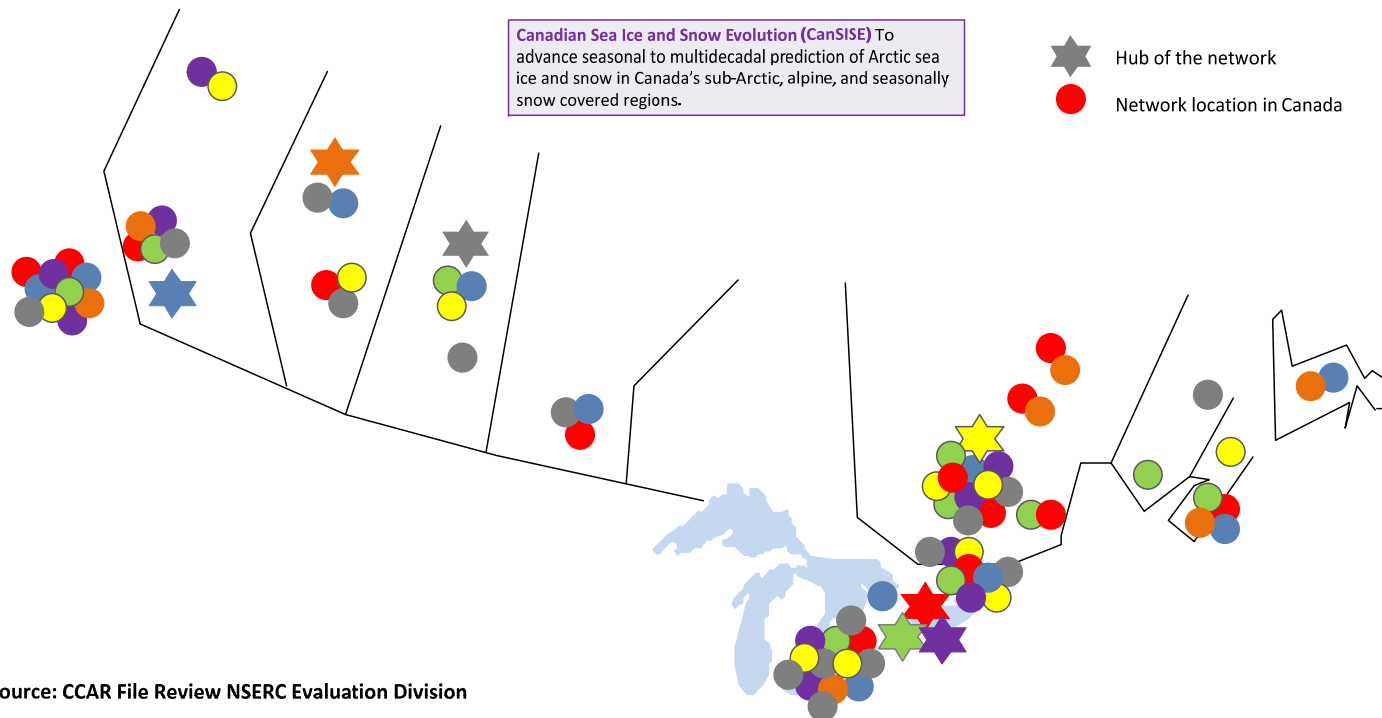 Canadian Sea Ice and Snow Evolution (CanSISE) To
advance seasonal to multidecadal prediction of Arctic sea
ice and snow in Canada's sub-Arctic, alpine, and seasonally
snow covered regions.
Hub of the network
Network location in Canada
ource: CCAR File Review NSERC Evaluation Division